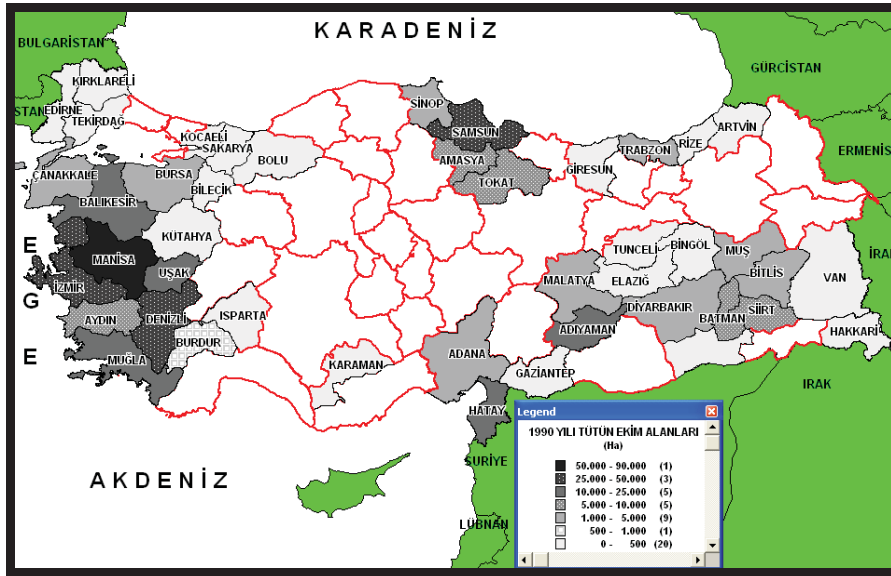 KARADENİZ
BULGARİSTAN
GÜRCİSTAN
KIRKLARELİ
SİNOP
STAN
EDİRNE
TEKİRDAĞ
KOCAELİ
SAKARYA
BOLU
SAMSUN
ARTVİN
TRABZON
RİZE
ERMENİS
AMASYA
GİRESUN
ÇANAKKALE
BURSA
BİLECİK
TOKAT
BALIKESİR
KÜTAHYA
TUNCELİ
BİNGÖL
MUŞ
E
MANİSA
UŞAK
MALATYA
ELAZIĞ
BİTLİS
VAN
İRA
İZMİR
G
AYDIN
DENİZLİ
ISPARTA
DİYARBAKIR
BATMAN
SİİRT
ADIYAMAN
BURDUR
HAKKARİ
E
MUĞLA
KARAMAN
ADANA
GAZİANTEP
HATAY
IRAK
SURİYE
AKDENİZ
LÜBNAN
Legend
1990 YILI TÜTÜN EKİM ALANLARI
(Ha)
50.000 - 90.000 (1)
25.000 - 50.000 (3)
10.000 - 25.000 (5)
5.000 - 10.000 (5)
1.000 - 5.000 (9)
500 - 1.000 (1)
0 - 500 (20)